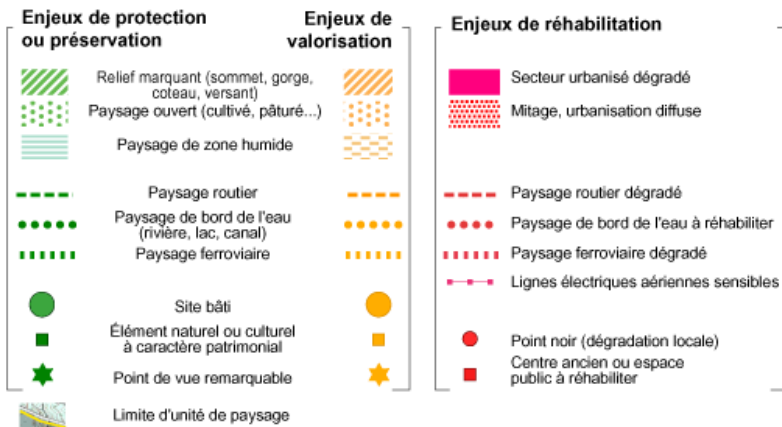 Enjeux de protection
ou préservation
Enjeux de
valorisation
Relief marquant (sommet, gorge,
coteau, versant)
Paysage ouvert (cultivé, pâturé...)
Paysage de zone humide
Paysage routier
Paysage de bord de l'eau
(rivière, lac, canal)
Paysage ferroviaire
Site bâti
Élément naturel ou culturel
à caractère patrimonial
Point de vue remarquable
Limite d'unité de paysage
Enjeux de réhabilitation
Secteur urbanisé dégradé
Mitage, urbanisation diffuse
Paysage routier dégradé
Paysage de bord de l'eau à réhabiliter
Paysage ferroviaire dégradé
Lignes électriques aériennes sensibles
Point noir (dégradation locale)
Centre ancien ou espace
public à réhabiliter